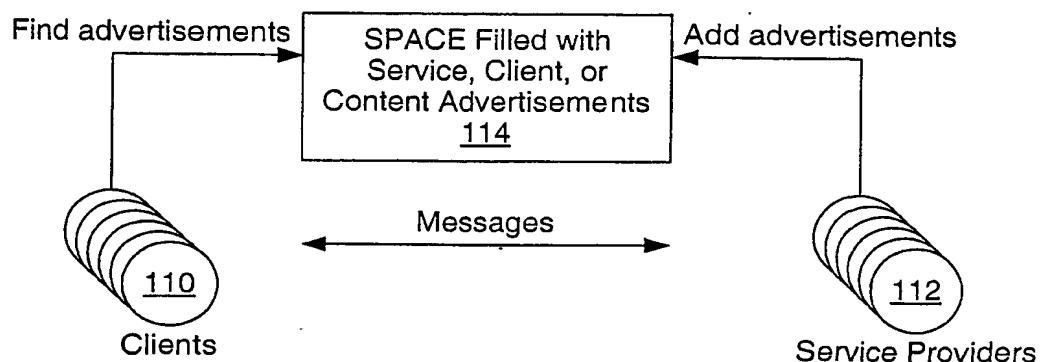 Find advertisements
SPACE Filled with
Service, Client, or
Content Advertisements
114
Add advertisements
Messages
110
Clients
112
Service Providers